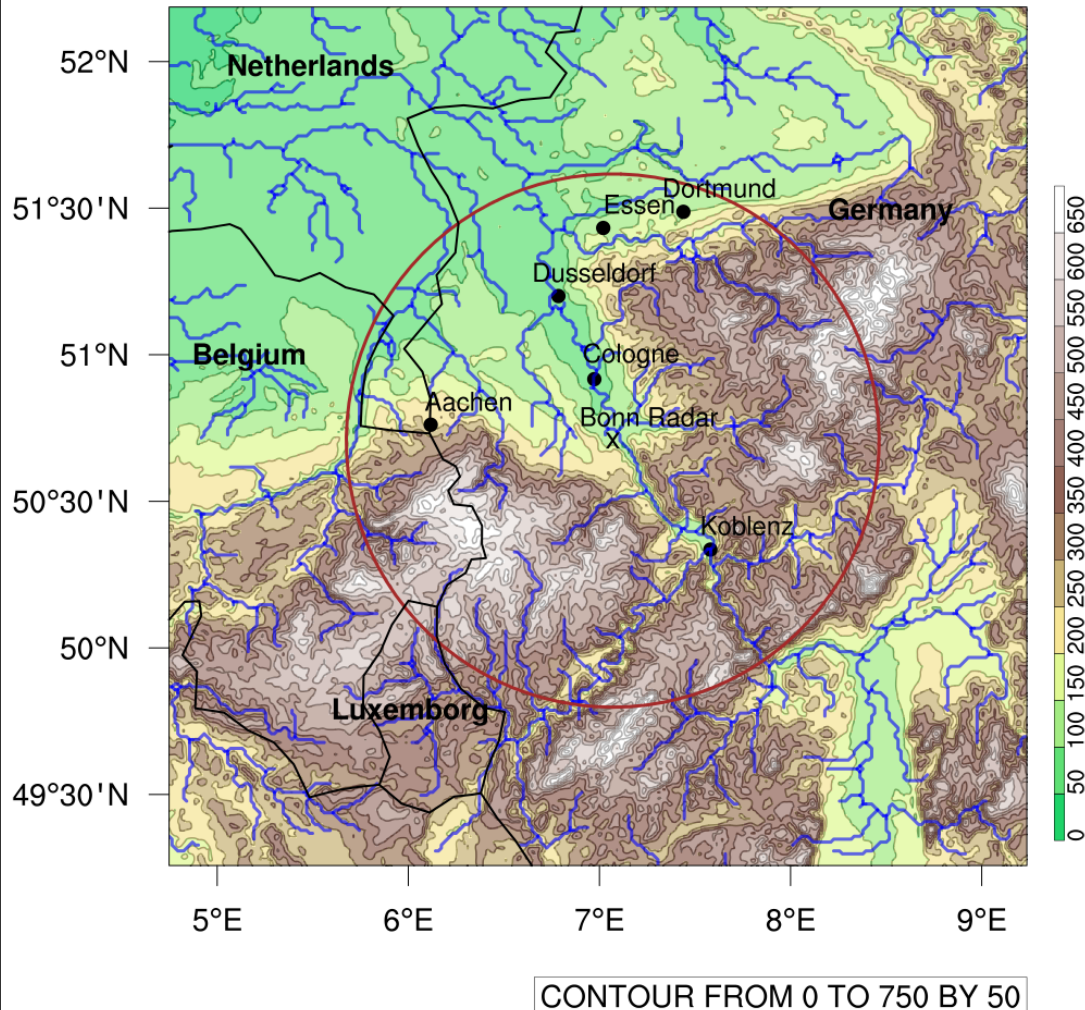 52°N
Netherlands
51°30'N
Dortmund
Essen
Germany
Dusseldorf
51°N
Belgium
Cologne
Aachen
Bonn Radar
X
50°30'N
Koblenz
50°N
Luxemborg
49°30'N
5°E 6°E 7°E 8°E 9°E
0 50 100 150 200 250 300 350 400 450 500 550 600 650
CONTOUR FROM 0 TO 750 BY 50